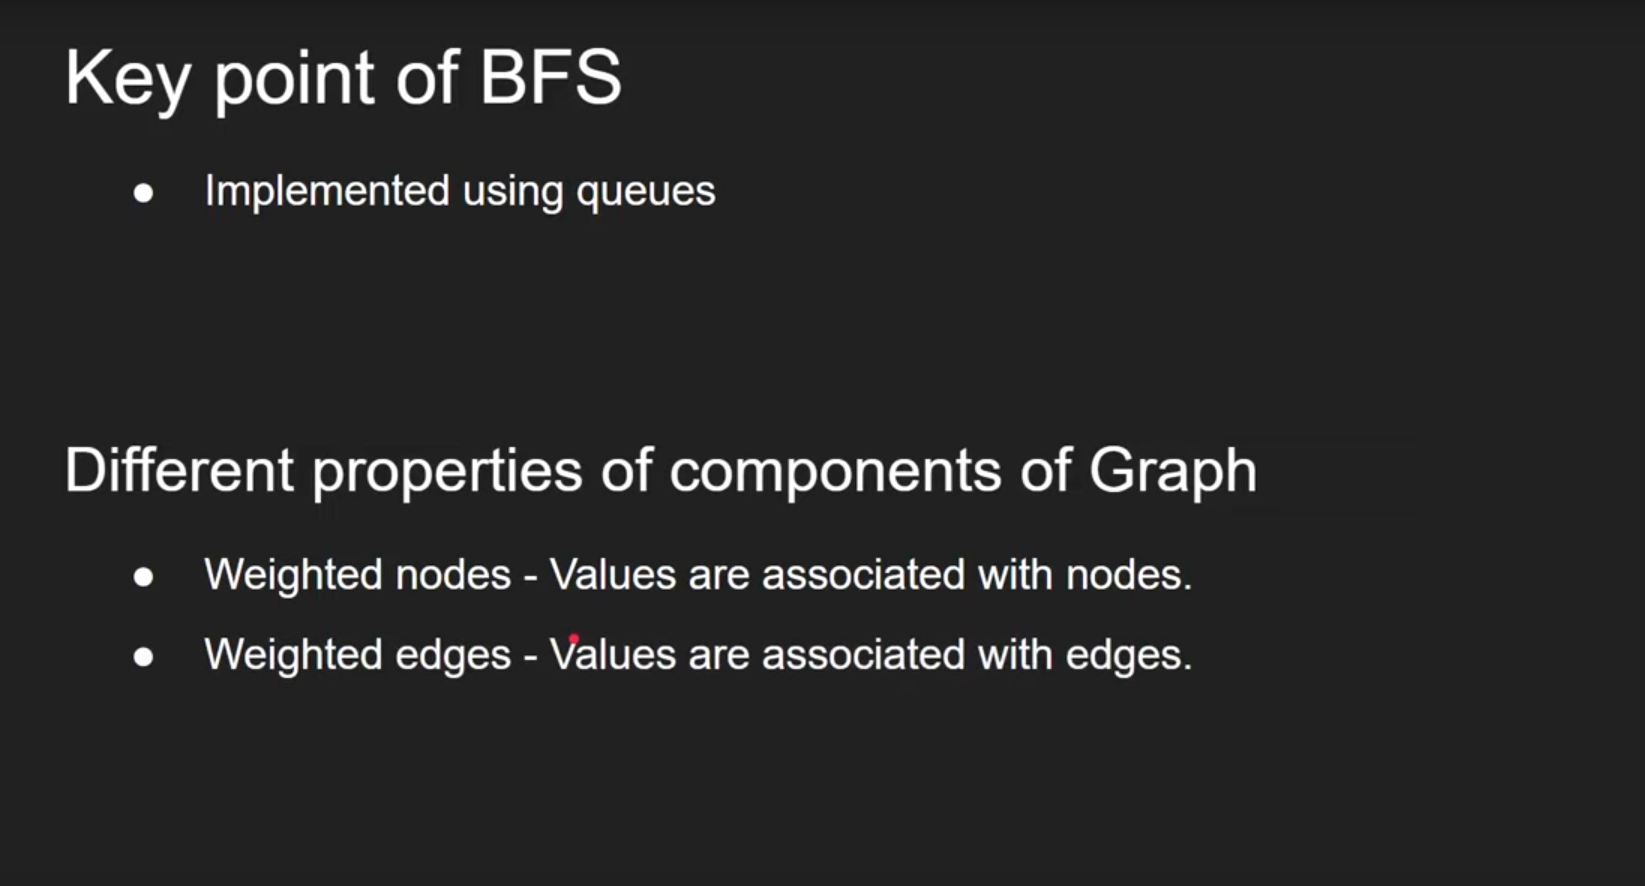 Key point of BFS
● Implemented using queues
Different properties of components of Graph
● Weighted nodes - Values are associated with nodes.
● Weighted edges - Values are associated with edges.